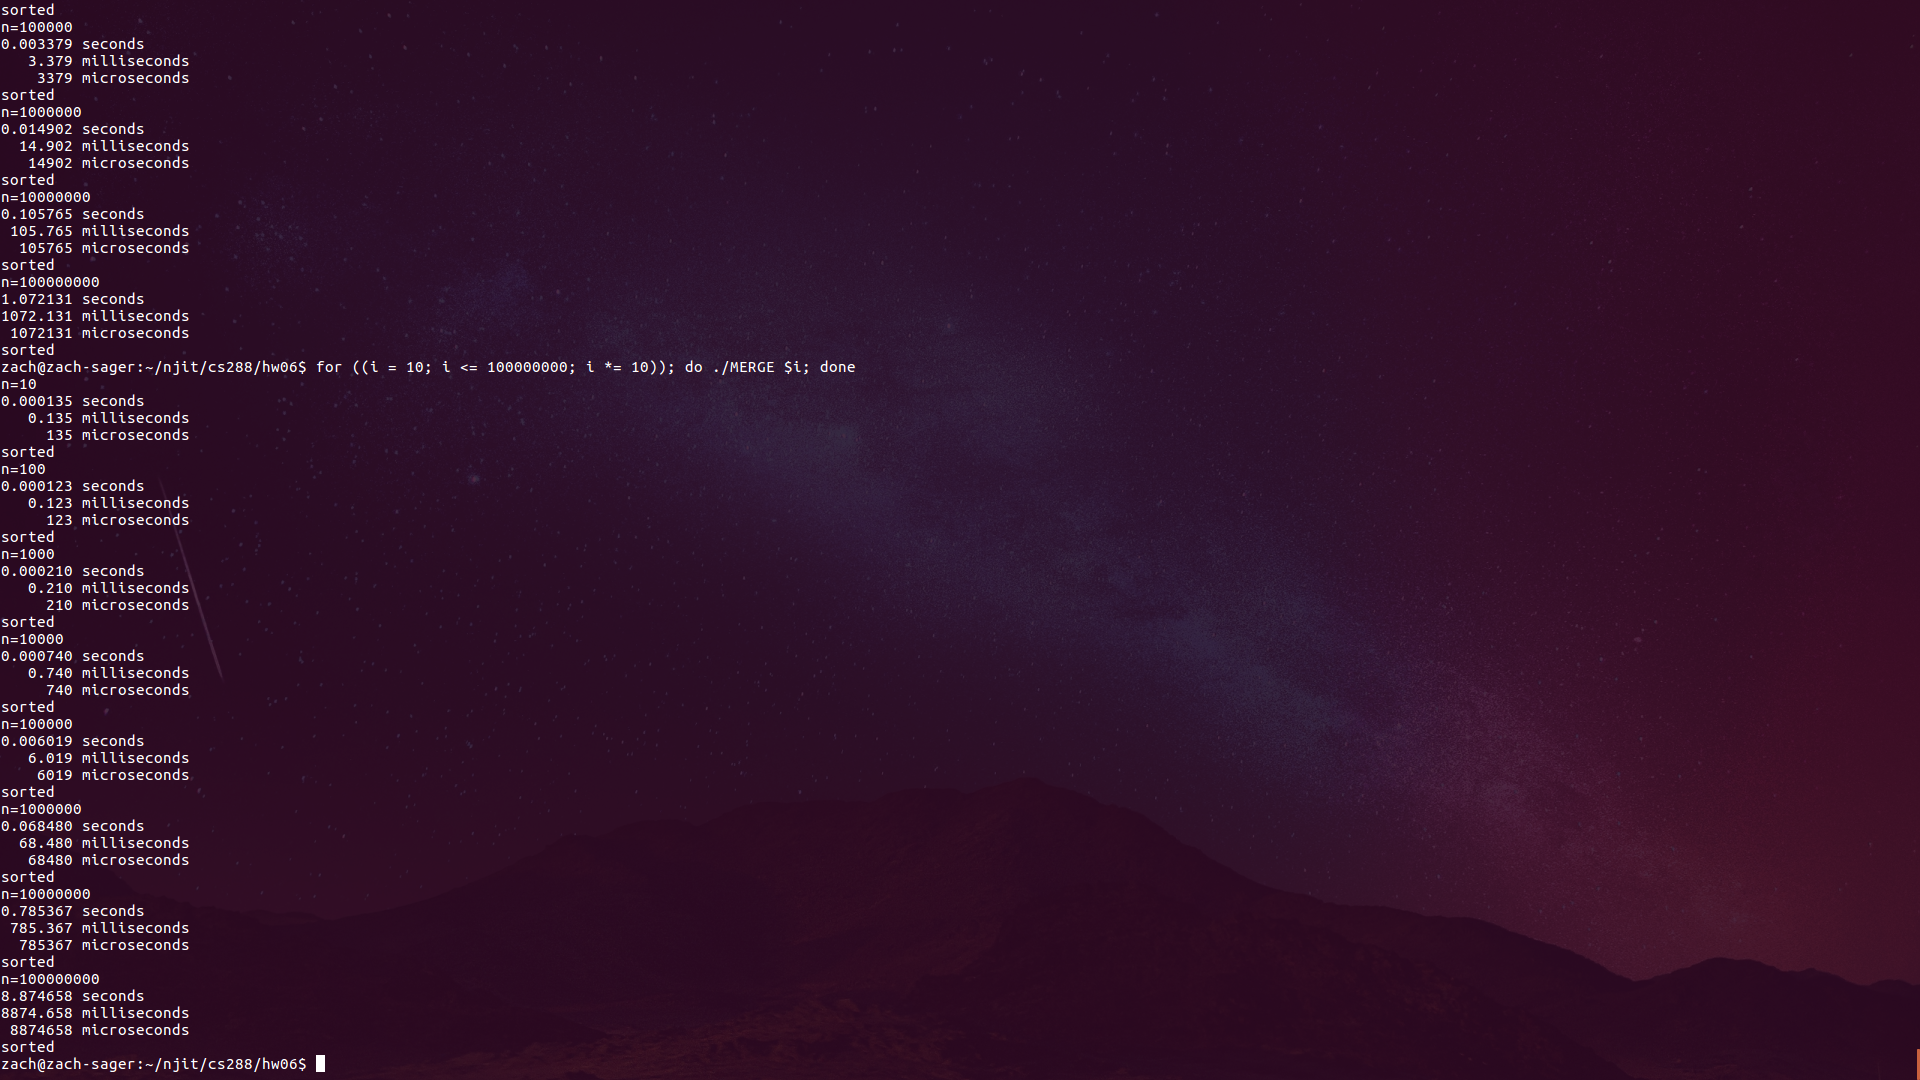 sorted
n=100000
0.003379 seconds
3.379 milliseconds
3379 microseconds
sorted
n=1000000
0.014902 seconds
14.902 milliseconds
14902 microseconds
sorted
n=10000000
0.105765 seconds
105.765 milliseconds
105765 microseconds
sorted
n=100000000
1.072131 seconds
1072.131 milliseconds
1072131 microseconds
sorted
zach@zach-sager:~/njit/cs288/hw06$ for ((i = 10; i <= 100000000; i *= 10)); do ./MERGE $i; done
n=10
0.000135 seconds
0.135 milliseconds
135 microseconds
sorted
n=100
0.000123 seconds
0.123 milliseconds
123 microseconds
sorted
n=1000
0.000210 seconds
0.210 milliseconds
210 microseconds
sorted
n=10000
0.000740 seconds
0.740 milliseconds
740 microseconds
sorted
n=100000
0.006019 seconds
6.019 milliseconds
6019 microseconds
sorted
n=1000000
0.068480 seconds
68.480 milliseconds
68480 microseconds
sorted
n=10000000
0.785367 seconds
785.367 milliseconds
785367 microseconds
sorted
n=100000000
8.874658 seconds
8874.658 milliseconds
8874658 microseconds
sorted
zach@zach-sager:~/njit/cs288/hw06$